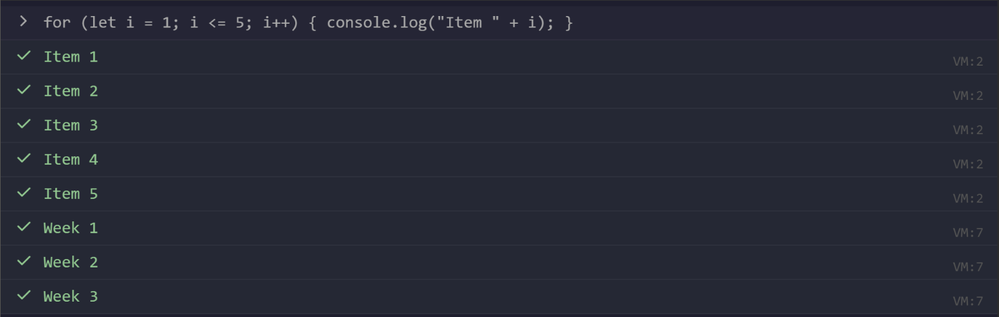 for (let i = 1; i <= 5; i++) { console.log("Item " + i); }
Item 1 VM:2
Item 2 VM:2
Item 3 VM:2
Item 4 VM:2
Item 5 VM:2
Week 1 VM:7
Week 2 VM:7
Week 3 VM:7